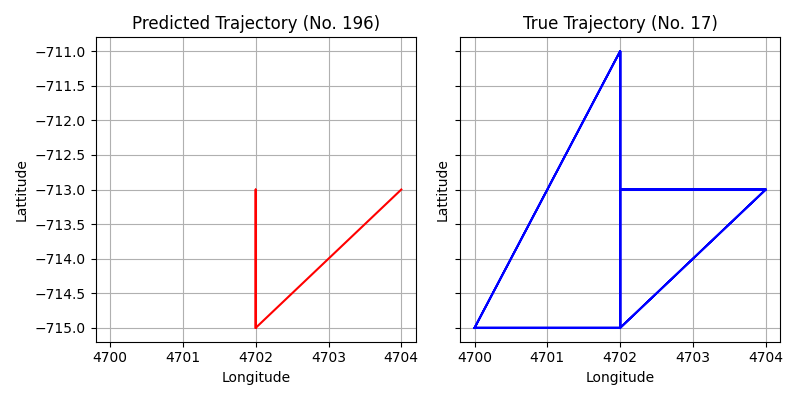 Predicted Trajectory (No. 196)
Lattitude
−711.0
−711.5
−712.0
−712.5
−713.0
−713.5
−714.0
−714.5
−715.0
4700 4701 4702 4703 4704
Longitude
True Trajectory (No. 17)
Lattitude
4700 4701 4702 4703 4704
Longitude